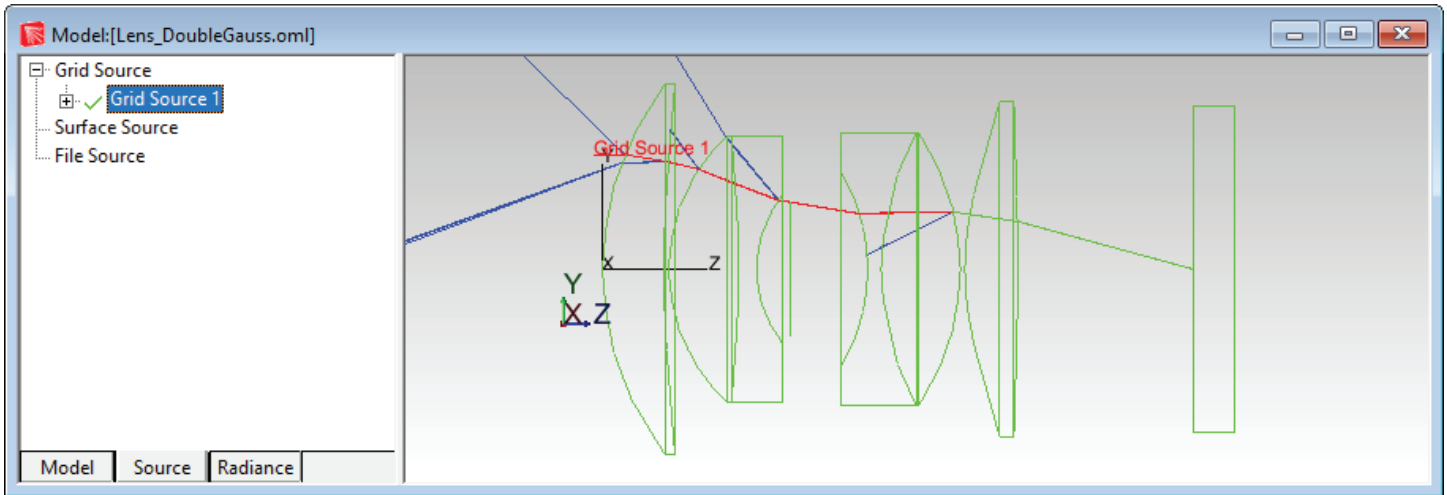 Model:[Lens_DoubleGauss.oml]
Grid Source
Grid Source 1
Surface Source
File Source
Model Source Radiance
Grid Source 1
Y
X Z
Y
X Z